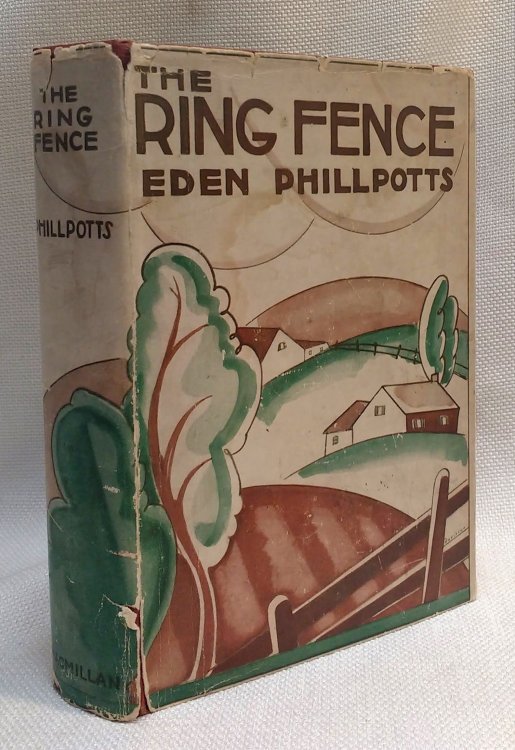 THE
RING
FENCE
PHILLPOTTS
MACMILLAN
THE
RING FENCE
EDEN PHILLPOTTS